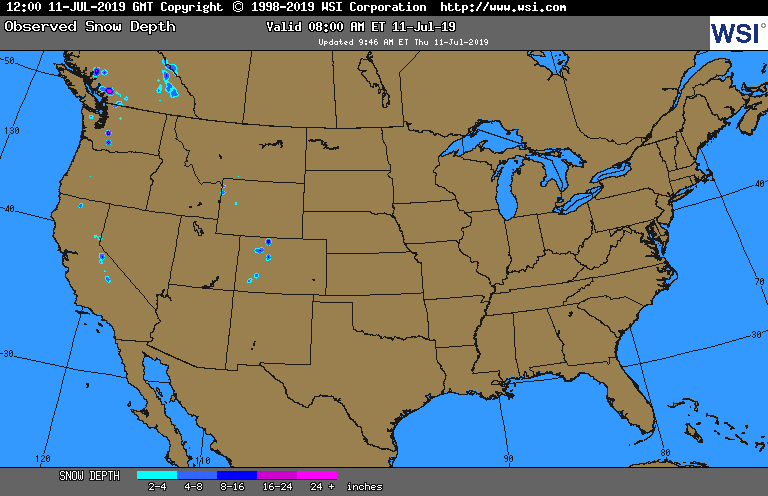 12:00 11-JUL-2019 GMT Copyright © 1998-2019 WSI Corporation http://www.wsi.com
Observed Snow Depth Valid 08:00 AM ET 11-Jul-19
Updated 9:46 AM ET Thu 11-Jul-2019
WSI
50
130
40
40
70
30
30
120
110
90
80
SNOW DEPTH
2-4 4-8 8-16 16-24 24 + inches